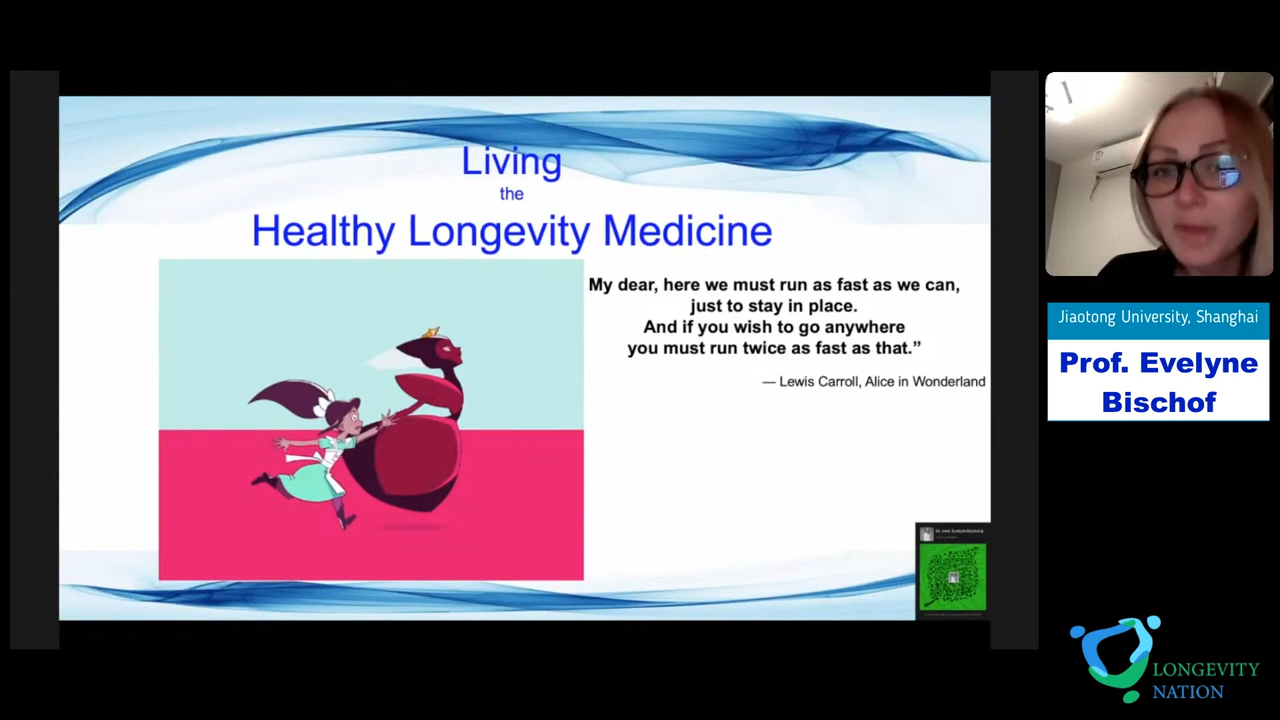 Living
the
Healthy Longevity Medicine
My dear, here we must run as fast as we can,
just to stay in place.
And if you wish to go anywhere
you must run twice as fast as that.”
— Lewis Carroll, Alice in Wonderland
Jiaotong University, Shanghai
Prof. Evelyne
Bischof
LONGEVITY
NATION